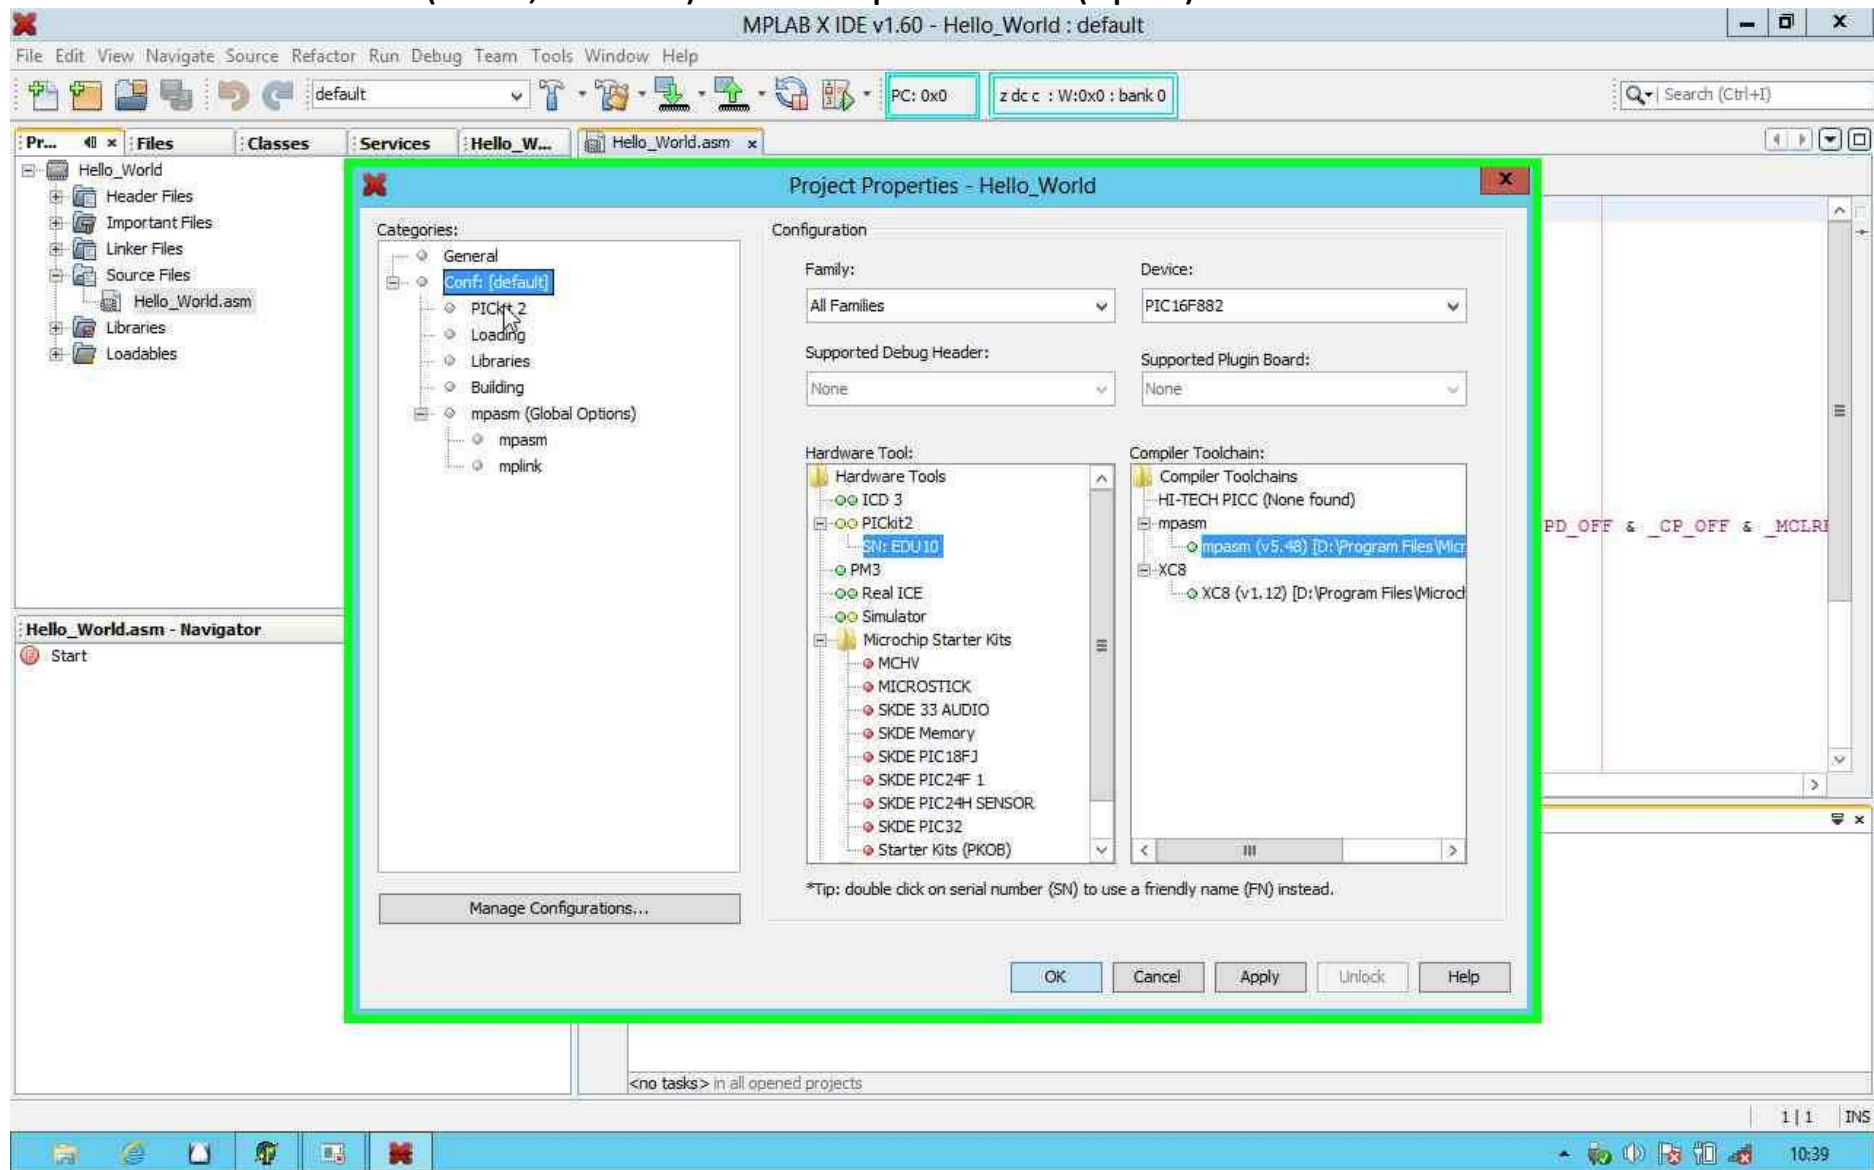 MPLAB X IDE v1.60 - Hello_World : default
File Edit View Navigate Source Refactor Run Debug Team Tools Window Help
default
PC: 0x0
z dc c : W:0x0 : bank 0
Search (Ctrl+I)
Pr...
Files
Classes
Services
Hello_W...
Hello_World.asm
Hello_World
Header Files
Important Files
Linker Files
Source Files
Hello_World.asm
Libraries
Loadables
Hello_World.asm - Navigator
Start
Project Properties - Hello_World
Categories:
General
Conf: [default]
PICkit 2
Loading
Libraries
Building
mpasm (Global Options)
mpasm
mplink
Manage Configurations...
Configuration
Family:
All Families
Device:
PIC16F882
Supported Debug Header:
None
Supported Plugin Board:
None
Hardware Tool:
Hardware Tools
ICD 3
PICkit2
SN: EDU10
PM3
Real ICE
Simulator
Microchip Starter Kits
MCHV
MICROSTICK
SKDE 33 AUDIO
SKDE Memory
SKDE PIC18FJ
SKDE PIC24F 1
SKDE PIC24H SENSOR
SKDE PIC32
Starter Kits (PKOB)
Compiler Toolchain:
Compiler Toolchains
HI-TECH PICC (None found)
mpasm
mpasm (v5.48) [D:\Program Files\Micr
XC8
XC8 (v1.12) [D:\Program Files\Microch
*Tip: double click on serial number (SN) to use a friendly name (FN) instead.
OK
Cancel
Apply
Unlock
Help
PD_OFF & _CP_OFF & _MCLRE
<no tasks> in all opened projects
1 | 1
INS
10:39